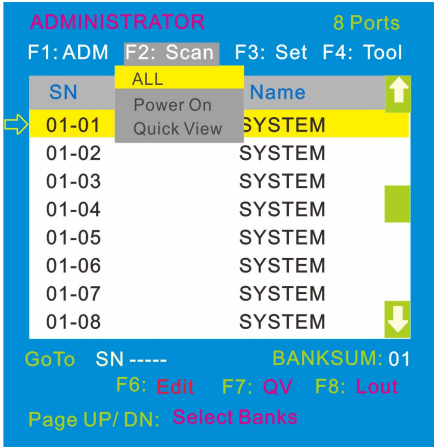 ADMINISTRATOR 8 Ports
F1: ADM F2: Scan F3: Set F4: Tool
ALL
SN Name
Power On
01-01 Quick View SYSTEM
01-02 SYSTEM
01-03 SYSTEM
01-04 SYSTEM
01-05 SYSTEM
01-06 SYSTEM
01-07 SYSTEM
01-08 SYSTEM
GoTo SN ----- BANKSUM: 01
F6: Edit F7: QV F8: Lout
Page UP/ DN: Select Banks